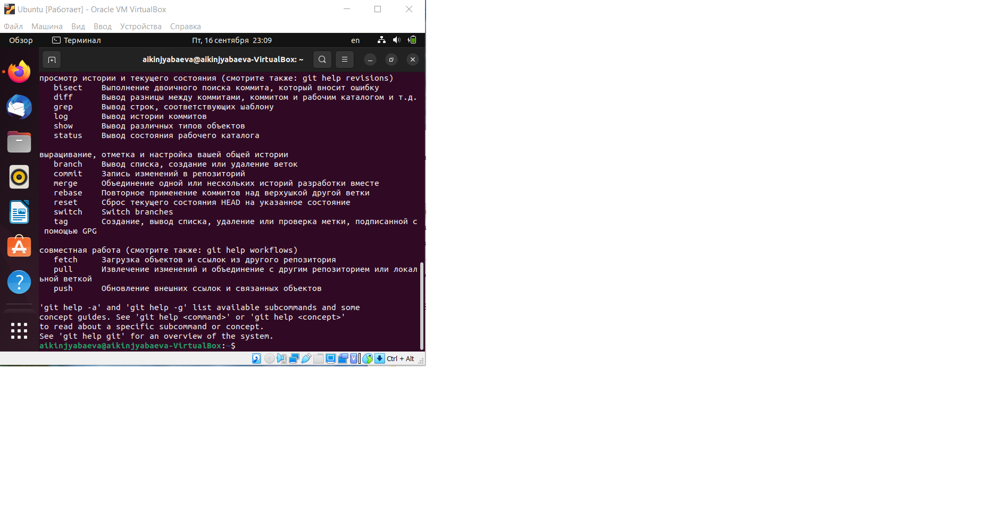 Ubuntu [Работает] - Oracle VM VirtualBox
Файл Машина Вид Ввод Устройства Справка
Обзор Терминал Пт, 16 сентября 23:09 en
aikinjyabaeva@aikinjyabaeva-VirtualBox: ~
просмотр истории и текущего состояния (смотрите также: git help revisions)
bisect Выполнение двоичного поиска коммита, который вносит ошибку
diff Вывод разницы между коммитами, коммитом и рабочим каталогом и т.д.
grep Вывод строк, соответствующих шаблону
log Вывод истории коммитов
show Вывод различных типов объектов
status Вывод состояния рабочего каталога
выращивание, отметка и настройка вашей общей истории
branch Вывод списка, создание или удаление веток
commit Запись изменений в репозиторий
merge Объединение одной или нескольких историй разработки вместе
rebase Повторное применение коммитов над верхушкой другой ветки
reset Сброс текущего состояния HEAD на указанное состояние
switch Switch branches
tag Создание, вывод списка, удаление или проверка метки, подписанной с
помощью GPG
совместная работа (смотрите также: git help workflows)
fetch Загрузка объектов и ссылок из другого репозитория
pull Извлечение изменений и объединение с другим репозиторием или локал
ьной веткой
push Обновление внешних ссылок и связанных объектов
'git help -a' and 'git help -g' list available subcommands and some
concept guides. See 'git help <command>' or 'git help <concept>'
to read about a specific subcommand or concept.
See 'git help git' for an overview of the system.
aikinjyabaeva@aikinjyabaeva-VirtualBox:~$
Ctrl + Alt